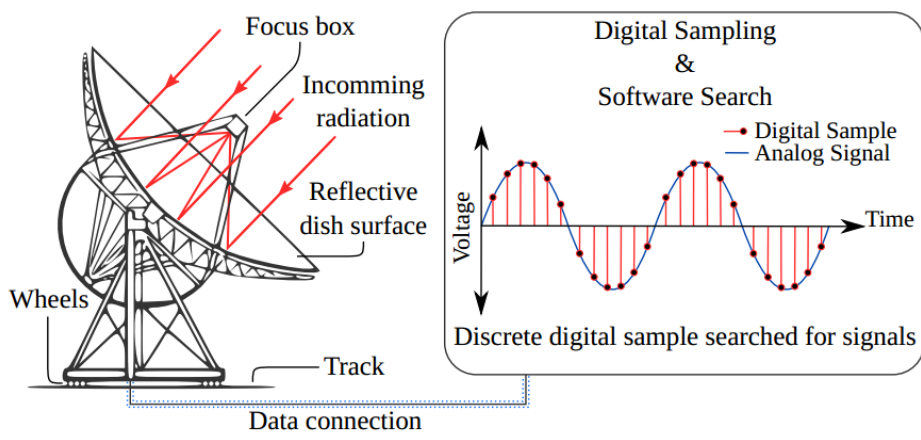 Focus box
Incomming
radiation
Reflective
dish surface
Wheels
Track
Data connection
Digital Sampling
&
Software Search
Digital Sample
Analog Signal
Voltage
Time
Discrete digital sample searched for signals